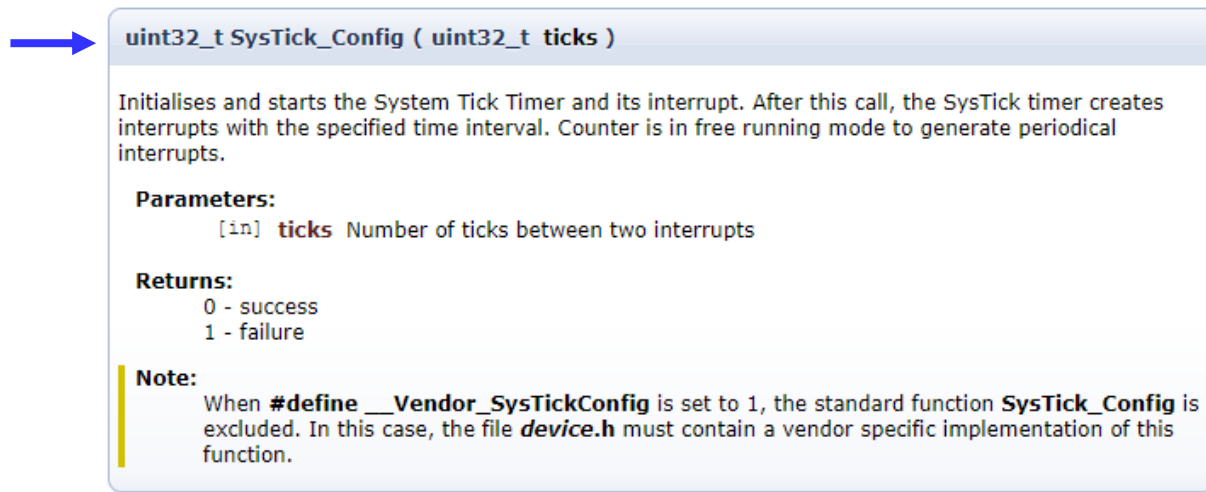 uint32_t SysTick_Config ( uint32_t ticks )
Initialises and starts the System Tick Timer and its interrupt. After this call, the SysTick timer creates
interrupts with the specified time interval. Counter is in free running mode to generate periodical
interrupts.
Parameters:
[in] ticks Number of ticks between two interrupts
Returns:
0 - success
1 - failure
Note:
When #define __Vendor_SysTickConfig is set to 1, the standard function SysTick_Config is
excluded. In this case, the file device.h must contain a vendor specific implementation of this
function.